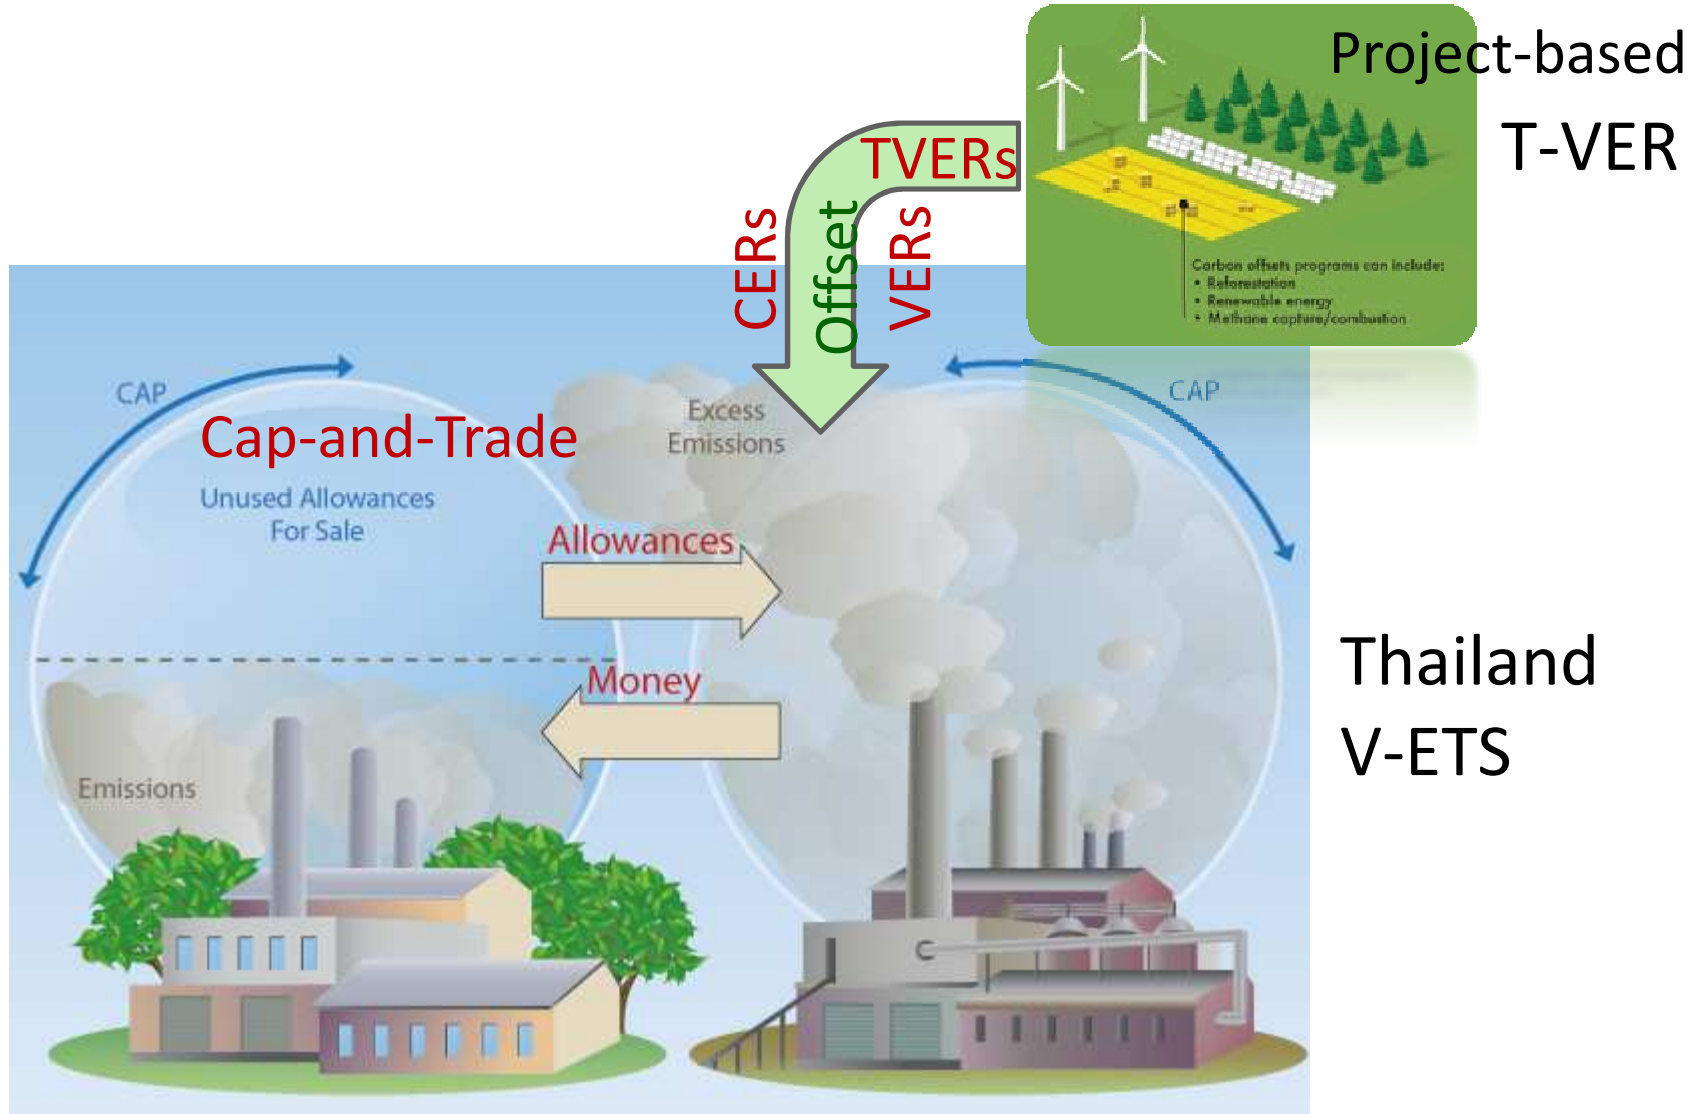 Project-based
T-VER
TVERs
CERs
Offset
VERs
Carbon offsets programs can include:
• Reforestation
• Renewable energy
• Methane capture/combustion
CAP
CAP
Excess
Emissions
Cap-and-Trade
Unused Allowances
For Sale
Allowances
Money
Emissions
Thailand
V-ETS